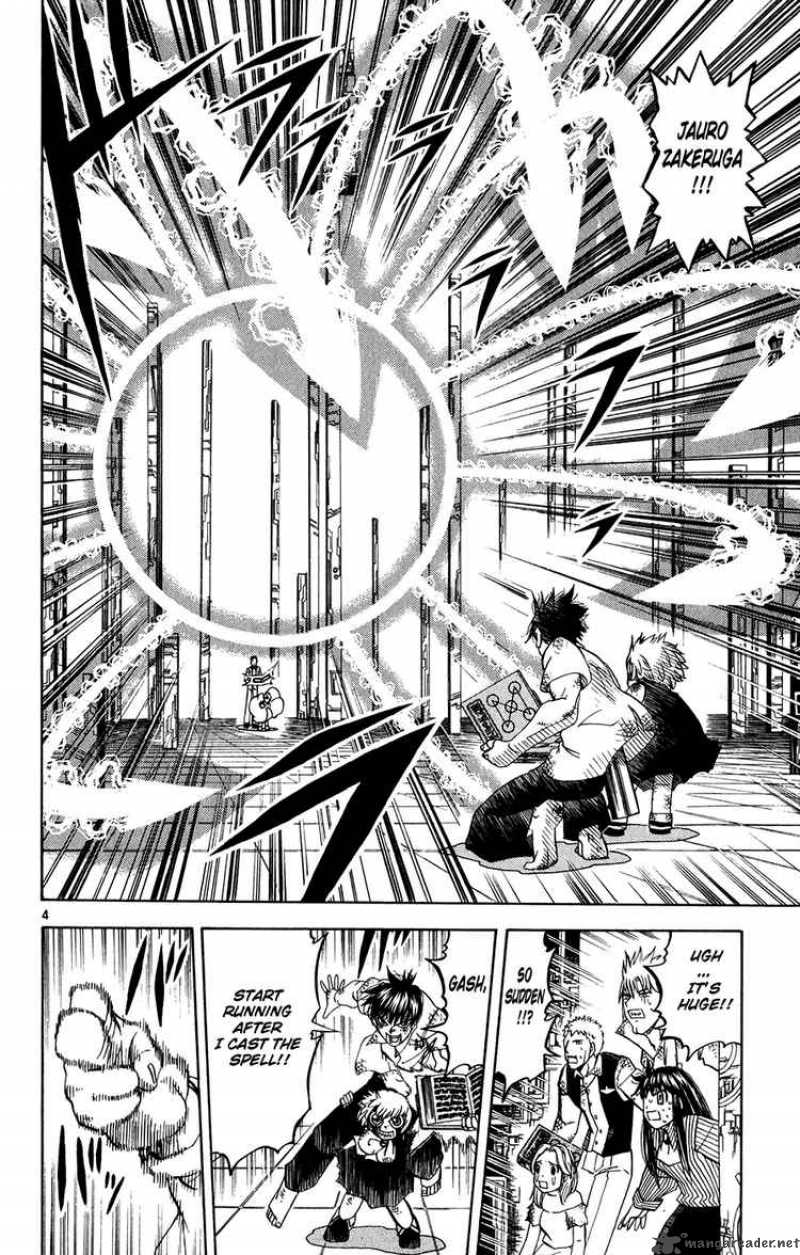 JAURO
ZAKERUGA
!!!
4
UGH
...
IT'S
HUGE!!
SO
SUDDEN
!!?
GASH,
START
RUNNING
AFTER
I CAST
THE
SPELL!!
mangareader.net